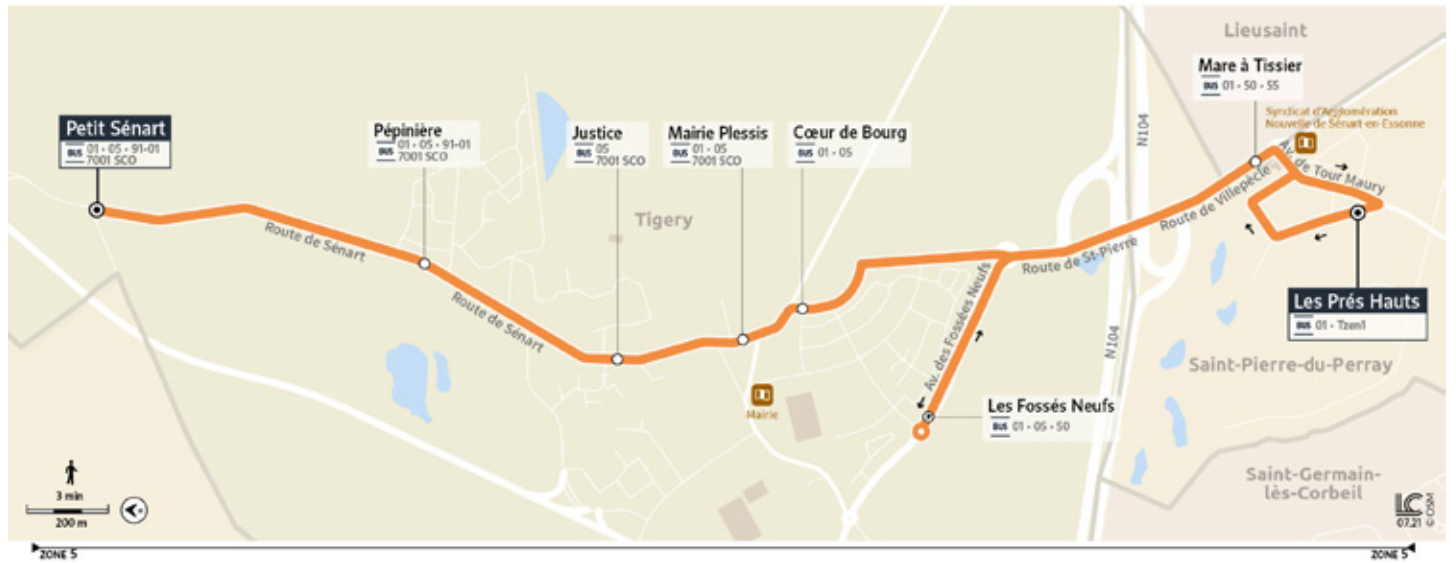 Lieusaint
Mare à Tissier
BUS 01 - 50 - 55
Syndicat d'Agglomération
Nouvelle de Sénart-en-Essonne
Petit Sénart
BUS 01 - 05 - 91-01
7001 SCO
Pépinière
BUS 01 - 05 - 91-01
7001 SCO
Justice
BUS 05
7001 SCO
Mairie Plessis
BUS 01 - 05
7001 SCO
Cœur de Bourg
BUS 01 - 05
N104
Av. de Tour Maury
Route de Villepècle
Tigery
Route de Sénart
Route de St-Pierre
Route de Sénart
Av. des Fossées Neufs
Les Prés Hauts
BUS 01 - Tzen1
N104
Saint-Pierre-du-Perray
Mairie
Les Fossés Neufs
BUS 01 - 05 - 50
Saint-Germain-
lès-Corbeil
3 min
200 m
LC
07.21
© OSM
ZONE 5
ZONE 5